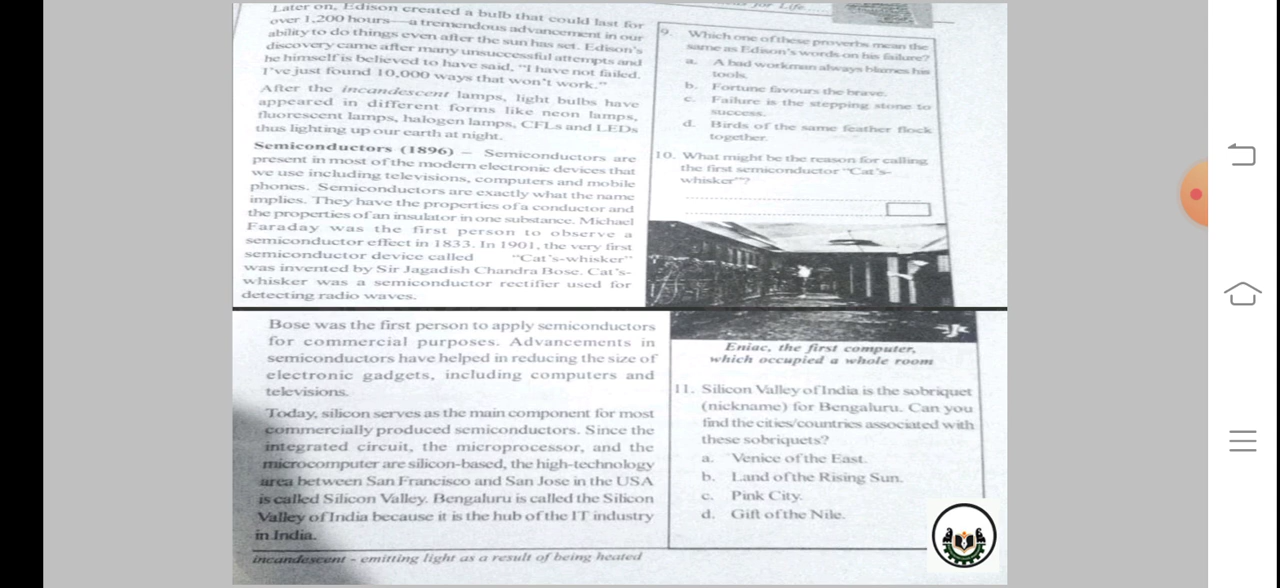 for Life
Later on, Edison created a bulb that could last for
over 1,200 hours—a tremendous advancement in our
ability to do things even after the sun has set. Edison's
discovery came after many unsuccessful attempts and
he himself is believed to have said, "I have not failed.
I've just found 10,000 ways that won't work."
After the incandescent lamps, light bulbs have
appeared in different forms like neon lamps,
fluorescent lamps, halogen lamps, CFLs and LEDs
thus lighting up our earth at night.
Semiconductors (1896) – Semiconductors are
present in most of the modern electronic devices that
we use including televisions, computers and mobile
phones. Semiconductors are exactly what the name
implies. They have the properties of a conductor and
the properties of an insulator in one substance. Michael
Faraday was the first person to observe a
semiconductor effect in 1833. In 1901, the very first
semiconductor device called "Cat's-whisker"
was invented by Sir Jagadish Chandra Bose. Cat's-
whisker was a semiconductor rectifier used for
detecting radio waves.
Bose was the first person to apply semiconductors
for commercial purposes. Advancements in
semiconductors have helped in reducing the size of
electronic gadgets, including computers and
televisions.
Today, silicon serves as the main component for most
commercially produced semiconductors. Since the
integrated circuit, the microprocessor, and the
microcomputer are silicon-based, the high-technology
area between San Francisco and San Jose in the USA
is called Silicon Valley. Bengaluru is called the Silicon
Valley of India because it is the hub of the IT industry
in India.
incandescent - emitting light as a result of being heated
9. Which one of these proverbs mean the
same as Edison's words on his failure?
a. A bad workman always blames his
tools.
b. Fortune favours the brave.
c. Failure is the stepping stone to
success.
d. Birds of the same feather flock
together.
10. What might be the reason for calling
the first semiconductor "Cat's-
whisker"?
Eniac, the first computer,
which occupied a whole room
11. Silicon Valley of India is the sobriquet
(nickname) for Bengaluru. Can you
find the cities/countries associated with
these sobriquets?
a. Venice of the East.
b. Land of the Rising Sun.
c. Pink City.
d. Gift of the Nile.